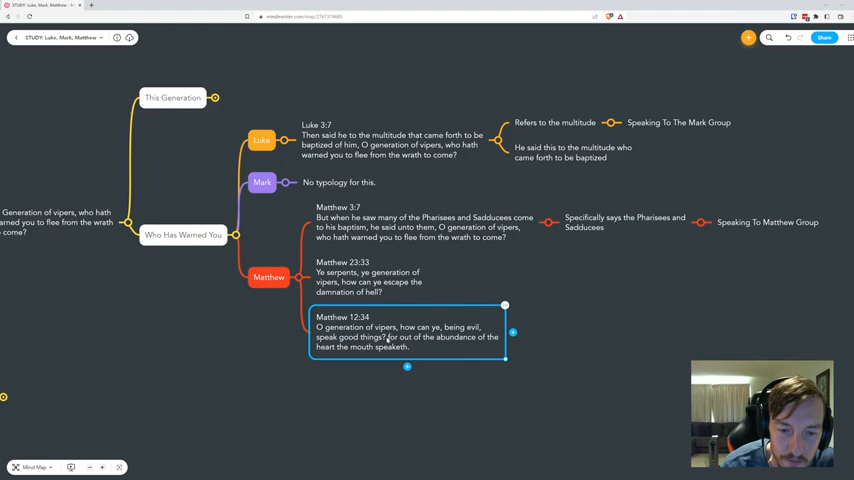 STUDY: Luke, Mark, Matthew - M
mindmeister.com/map/2767374685
STUDY: Luke, Mark, Matthew
Share
This Generation
Generation of vipers, who hath
warned you to flee from the wrath
to come?
Who Has Warned You
Luke
Luke 3:7
Then said he to the multitude that came forth to be
baptized of him, O generation of vipers, who hath
warned you to flee from the wrath to come?
Refers to the multitude
Speaking To The Mark Group
He said this to the multitude who
came forth to be baptized
Mark
No typology for this.
Matthew
Matthew 3:7
But when he saw many of the Pharisees and Sadducees come
to his baptism, he said unto them, O generation of vipers,
who hath warned you to flee from the wrath to come?
Specifically says the Pharisees and
Sadducees
Speaking To Matthew Group
Matthew 23:33
Ye serpents, ye generation of
vipers, how can ye escape the
damnation of hell?
Matthew 12:34
O generation of vipers, how can ye, being evil,
speak good things? for out of the abundance of the
heart the mouth speaketh.
Mind Map